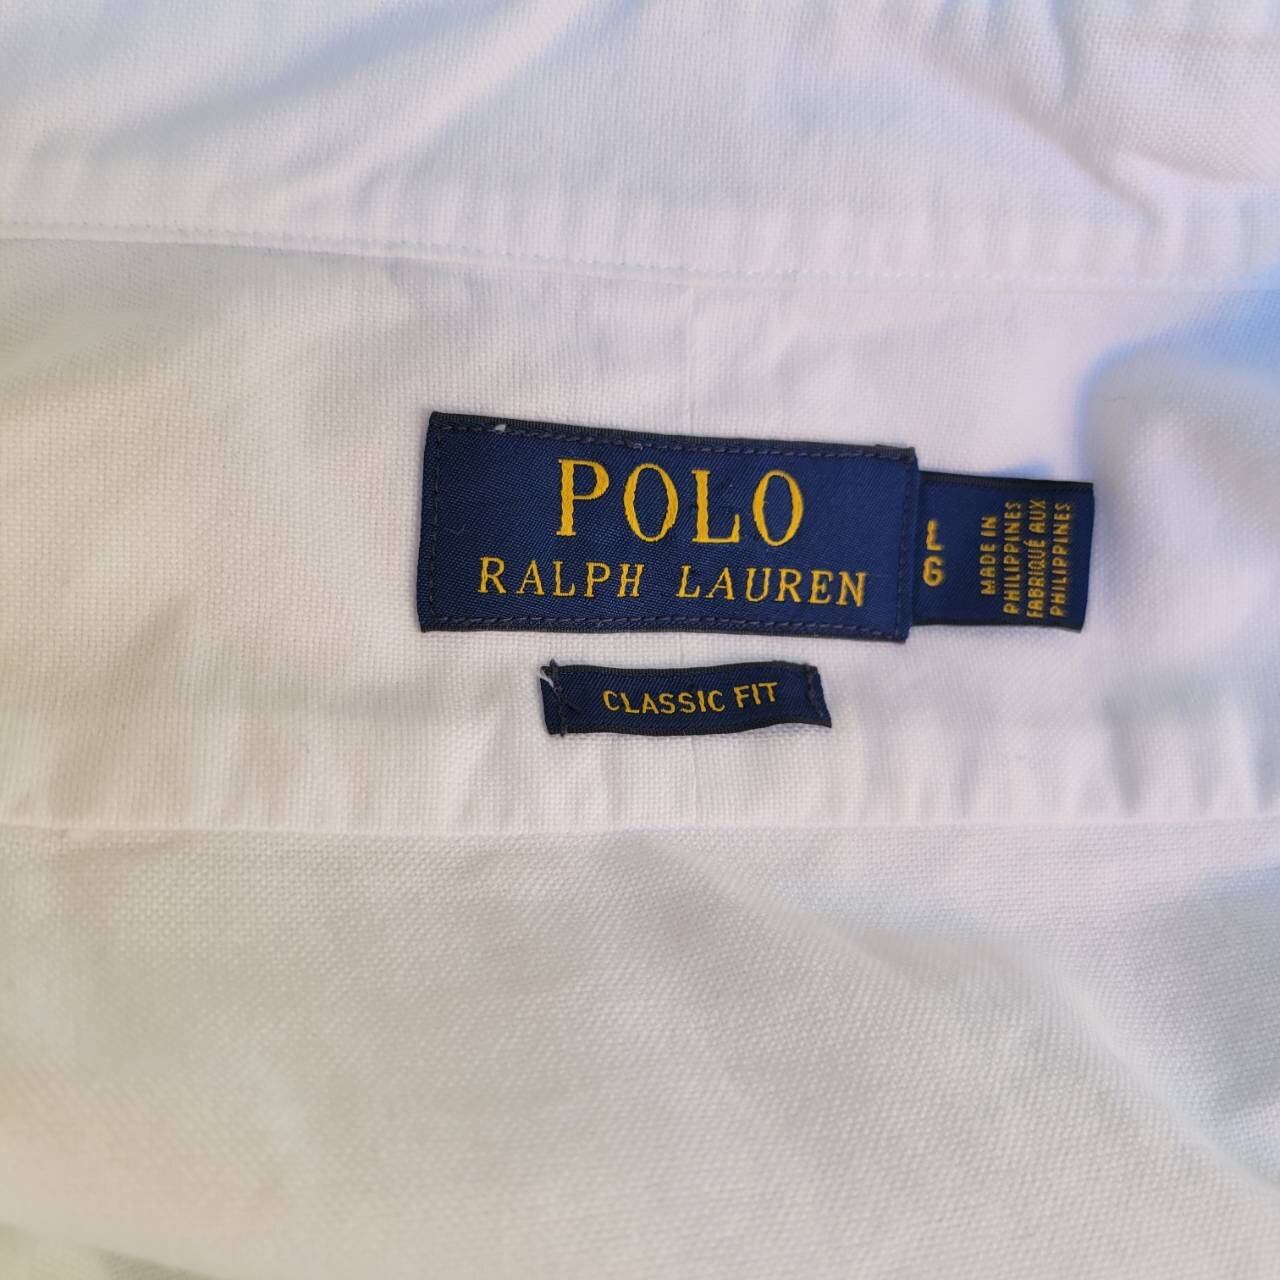 POLO
RALPH LAUREN
LG
MADE IN
PHILIPPINES
FABRIQUÉ AUX
PHILIPPINES
CLASSIC FIT